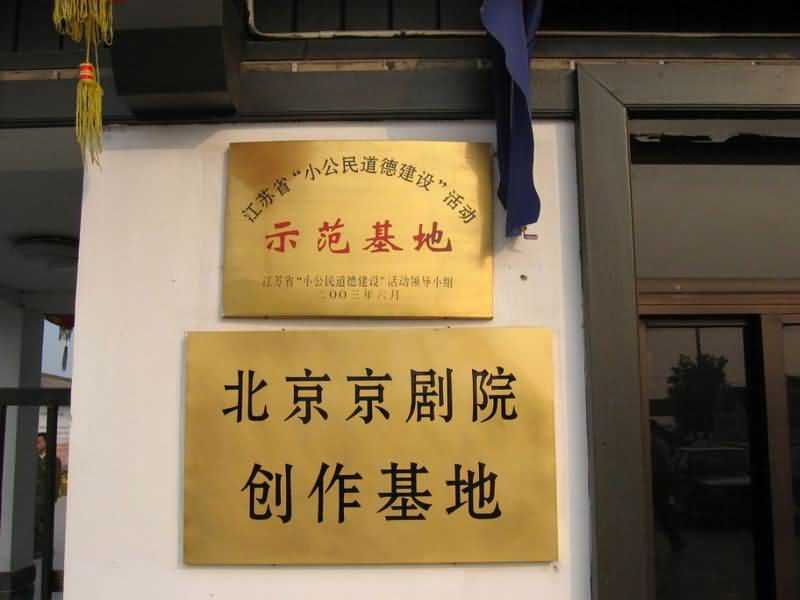 江苏省“小公民道德建设”活动
示范基地
江苏省“小公民道德建设”活动领导小组
二00三年六月
北京京剧院
创作基地